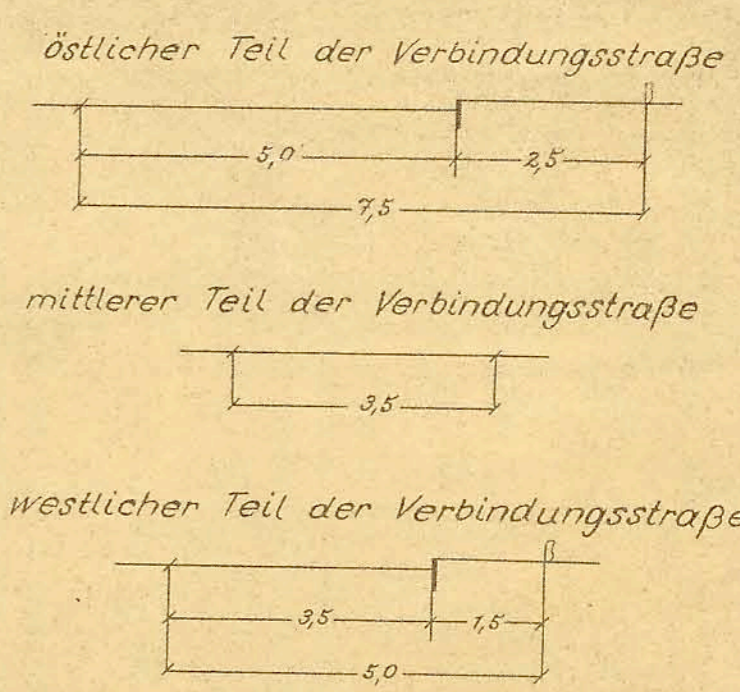 östlicher Teil der Verbindungsstraße
5,0 2,5
7,5
mittlerer Teil der Verbindungsstraße
3,5
westlicher Teil der Verbindungsstraße
3,5 1,5
5,0